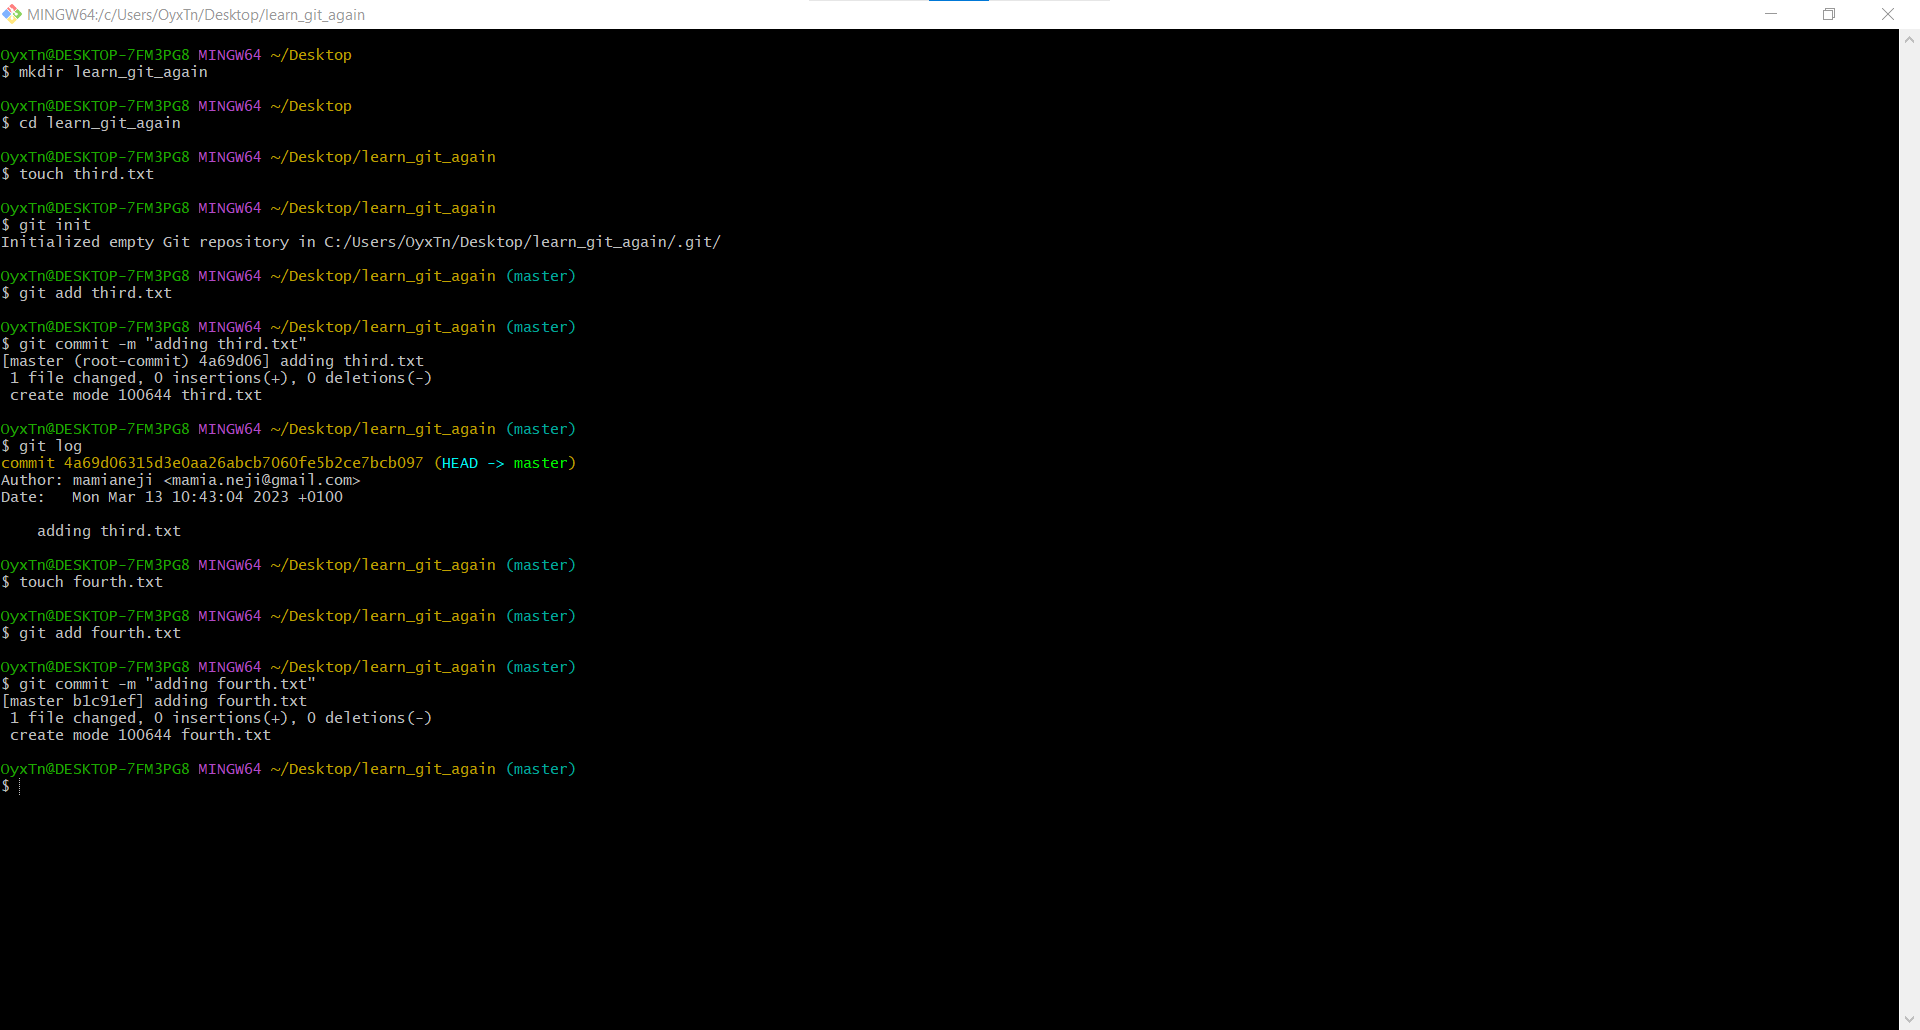 MINGW64:/c/Users/OyxTn/Desktop/learn_git_again
OyxTn@DESKTOP-7FM3PG8 MINGW64 ~/Desktop
$ mkdir learn_git_again
OyxTn@DESKTOP-7FM3PG8 MINGW64 ~/Desktop
$ cd learn_git_again
OyxTn@DESKTOP-7FM3PG8 MINGW64 ~/Desktop/learn_git_again
$ touch third.txt
OyxTn@DESKTOP-7FM3PG8 MINGW64 ~/Desktop/learn_git_again
$ git init
Initialized empty Git repository in C:/Users/OyxTn/Desktop/learn_git_again/.git/
OyxTn@DESKTOP-7FM3PG8 MINGW64 ~/Desktop/learn_git_again (master)
$ git add third.txt
OyxTn@DESKTOP-7FM3PG8 MINGW64 ~/Desktop/learn_git_again (master)
$ git commit -m "adding third.txt"
[master (root-commit) 4a69d06] adding third.txt
 1 file changed, 0 insertions(+), 0 deletions(-)
 create mode 100644 third.txt
OyxTn@DESKTOP-7FM3PG8 MINGW64 ~/Desktop/learn_git_again (master)
$ git log
commit 4a69d06315d3e0aa26abcb7060fe5b2ce7bcb097 (HEAD -> master)
Author: mamianeji <mamia.neji@gmail.com>
Date:   Mon Mar 13 10:43:04 2023 +0100
    adding third.txt
OyxTn@DESKTOP-7FM3PG8 MINGW64 ~/Desktop/learn_git_again (master)
$ touch fourth.txt
OyxTn@DESKTOP-7FM3PG8 MINGW64 ~/Desktop/learn_git_again (master)
$ git add fourth.txt
OyxTn@DESKTOP-7FM3PG8 MINGW64 ~/Desktop/learn_git_again (master)
$ git commit -m "adding fourth.txt"
[master b1c91ef] adding fourth.txt
 1 file changed, 0 insertions(+), 0 deletions(-)
 create mode 100644 fourth.txt
OyxTn@DESKTOP-7FM3PG8 MINGW64 ~/Desktop/learn_git_again (master)
$